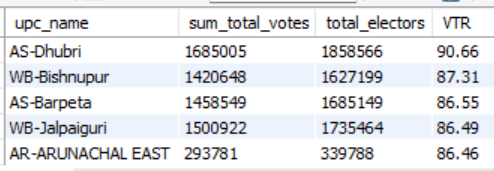 upc_name sum_total_votes total_electors VTR
AS-Dhubri 1685005 1858566 90.66
WB-Bishnupur 1420648 1627199 87.31
AS-Barpeta 1458549 1685149 86.55
WB-Jalpaiguri 1500922 1735464 86.49
AR-ARUNACHAL EAST 293781 339788 86.46